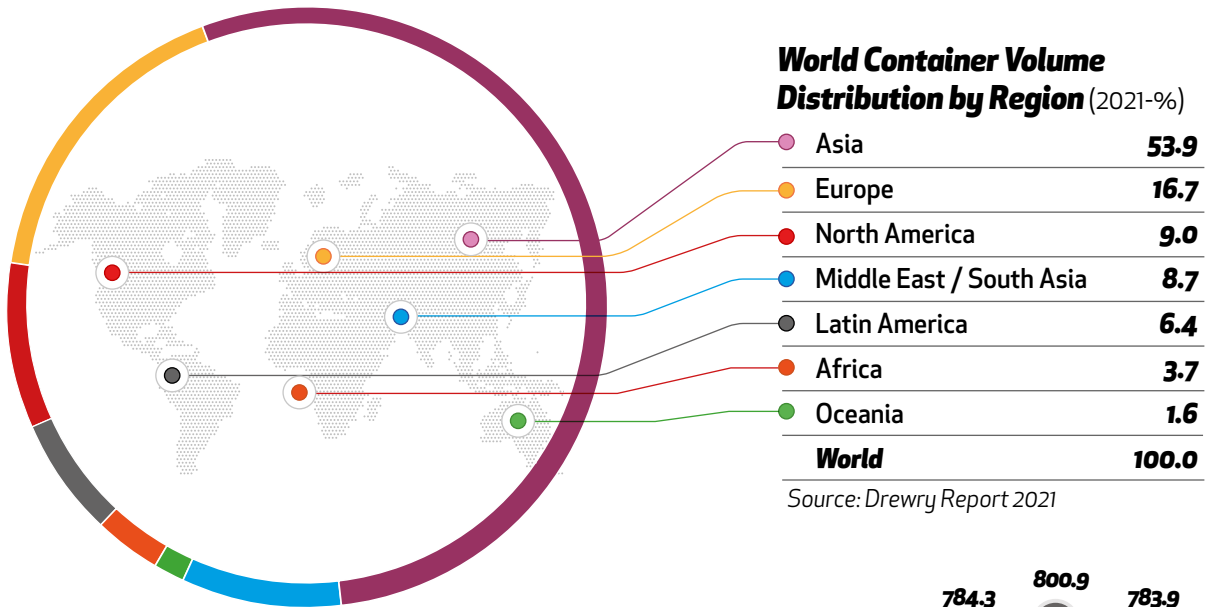 World Container Volume
Distribution by Region (2021-%)
Asia 53.9
Europe 16.7
North America 9.0
Middle East / South Asia 8.7
Latin America 6.4
Africa 3.7
Oceania 1.6
World 100.0
Source: Drewry Report 2021
784.3 800.9 783.9